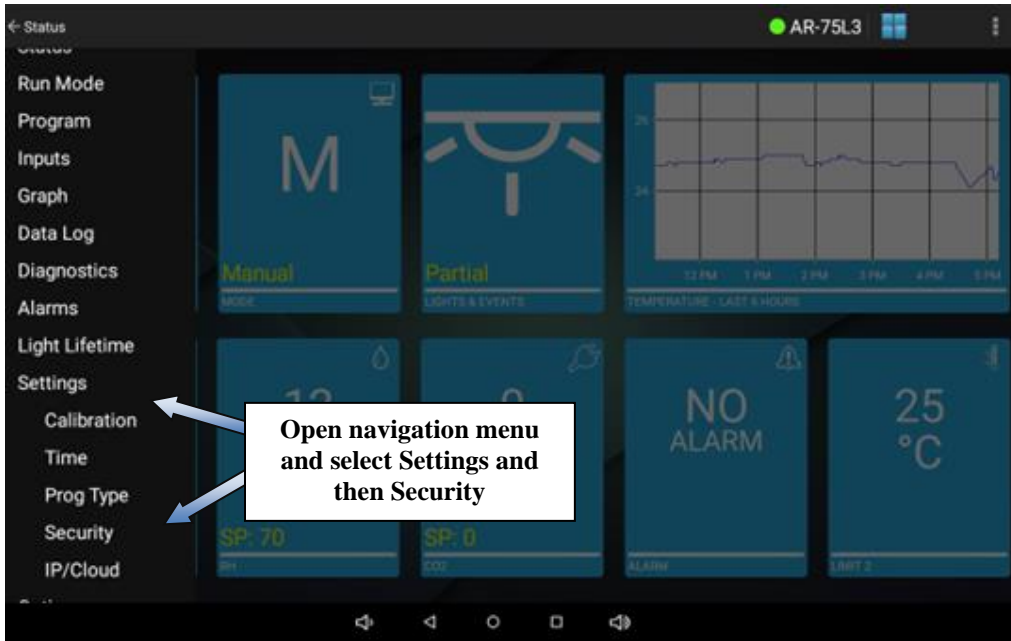 ← Status
AR-75L3
Status
Run Mode
Program
Inputs
Graph
Data Log
Diagnostics
Alarms
Light Lifetime
Settings
Calibration
Time
Prog Type
Security
IP/Cloud
M
Manual
MODE
Partial
LIGHTS & EVENTS
26
24
12 PM 1 PM 2 PM 3 PM 4 PM 5 PM
TEMPERATURE - LAST 6 HOURS
Open navigation menu
and select Settings and
then Security
SP: 70
RH
SP: 0
CO2
NO
ALARM
ALARM
25
°C
LIMIT 2